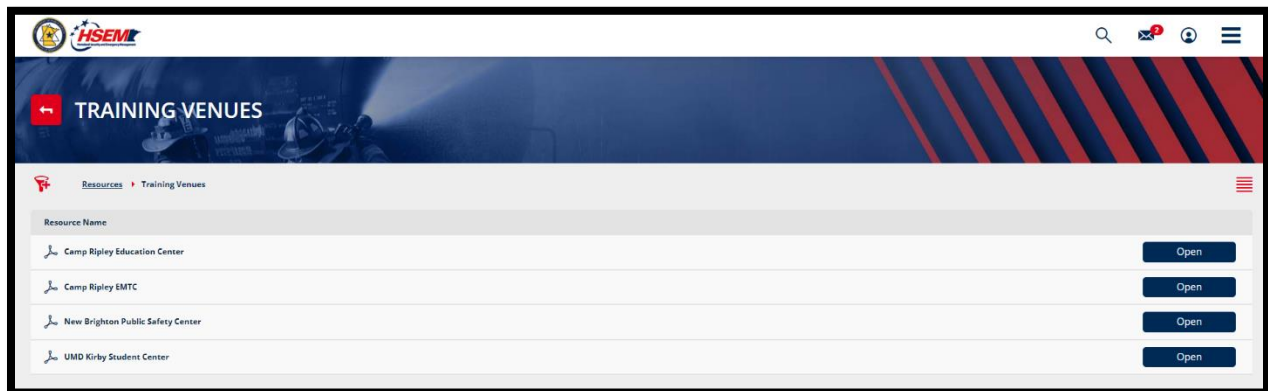 HSEM
2
TRAINING VENUES
Resources Training Venues
Resource Name
Camp Ripley Education Center Open
Camp Ripley EMTC Open
New Brighton Public Safety Center Open
UMD Kirby Student Center Open